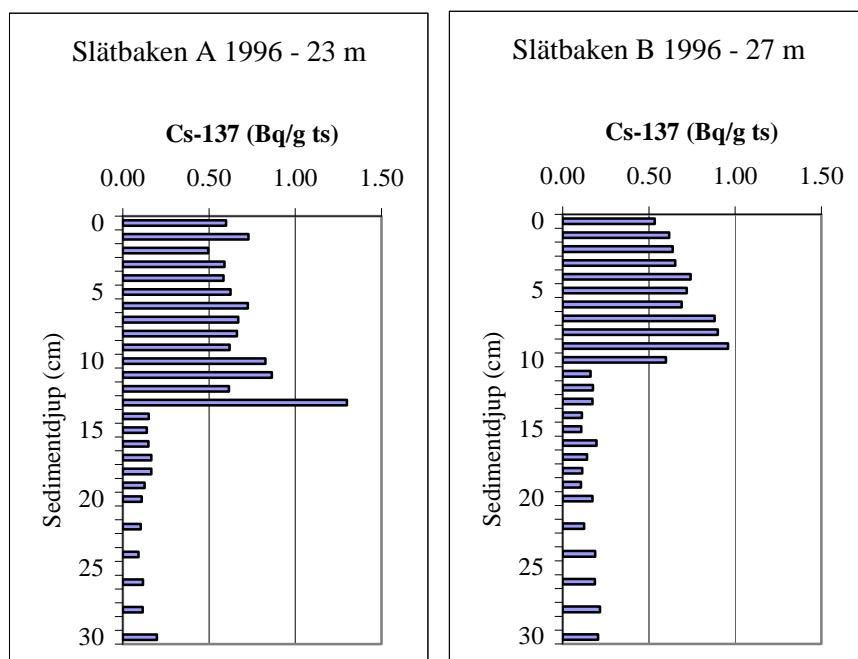 Slätbaken A 1996 - 23 m
Cs-137 (Bq/g ts)
0.00 0.50 1.00 1.50
0
5
10
15
20
25
30
Sedimentdjup (cm)
Slätbaken B 1996 - 27 m
Cs-137 (Bq/g ts)
0.00 0.50 1.00 1.50
0
5
10
15
20
25
30
Sedimentdjup (cm)